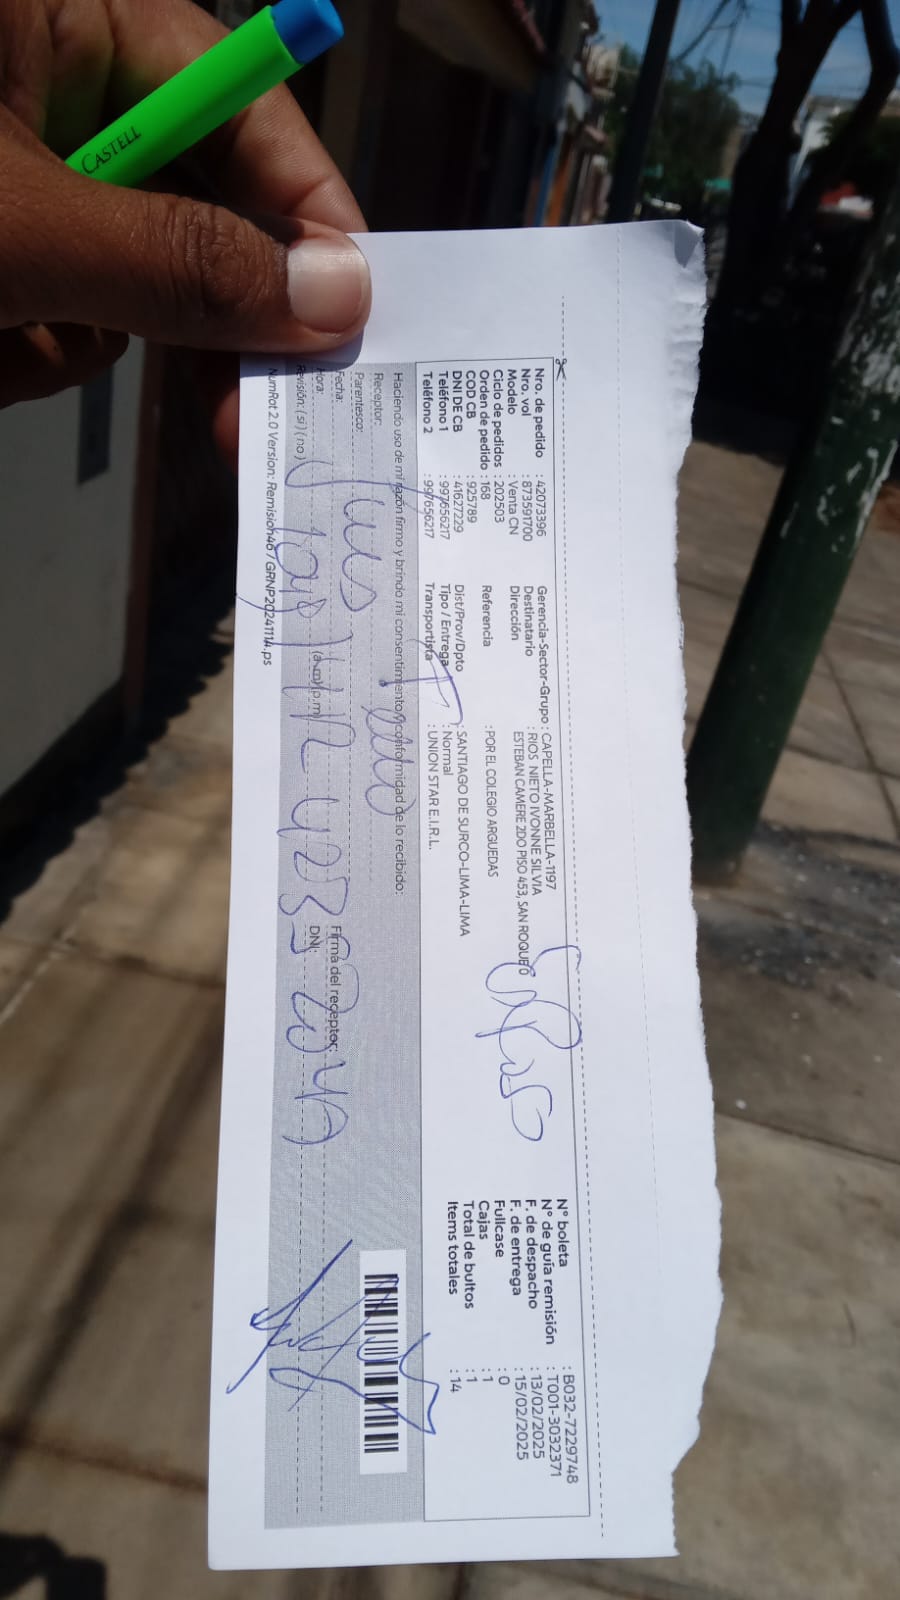 CASTELL
Nro. de pedido : 42073396
Nro. vol : 873591700
Modelo : Venta CN
Ciclo de pedidos : 202503
Orden de pedido : 168
COD CB : 925789
DNI DE CB : 41627229
Teléfono 1 : 997656217
Teléfono 2 : 997656217
Gerencia-Sector-Grupo : CAPELLA-MARBELLA-1197
Destinatario : RIOS NIETO IVONNE SILVIA
Dirección : ESTEBAN CAMERE 2DO PISO 453, SAN ROQUE
Referencia : POR EL COLEGIO ARGUEDAS
Dist/Prov/Dpto : SANTIAGO DE SURCO-LIMA-LIMA
Tipo / Entrega : Normal
Transportista : UNION STAR E.I.R.L.
N° boleta : B032-7229748
N° de guía remisión : T001-3032371
F. de despacho : 13/02/2025
F. de entrega : 15/02/2025
Fullcase : 0
Cajas : 1
Total de bultos : 1
Items totales : 14
Haciendo uso de mi razón firmo y brindo mi consentimiento y conformidad de lo recibido:
Receptor:
Parentesco:
Fecha:
Firma del receptor:
Hora: (a.m)(p.m)
DNI:
Revisión: ( si ) ( no )
NumRot 2.0 Version: Remision46 / GRNP20241114.ps